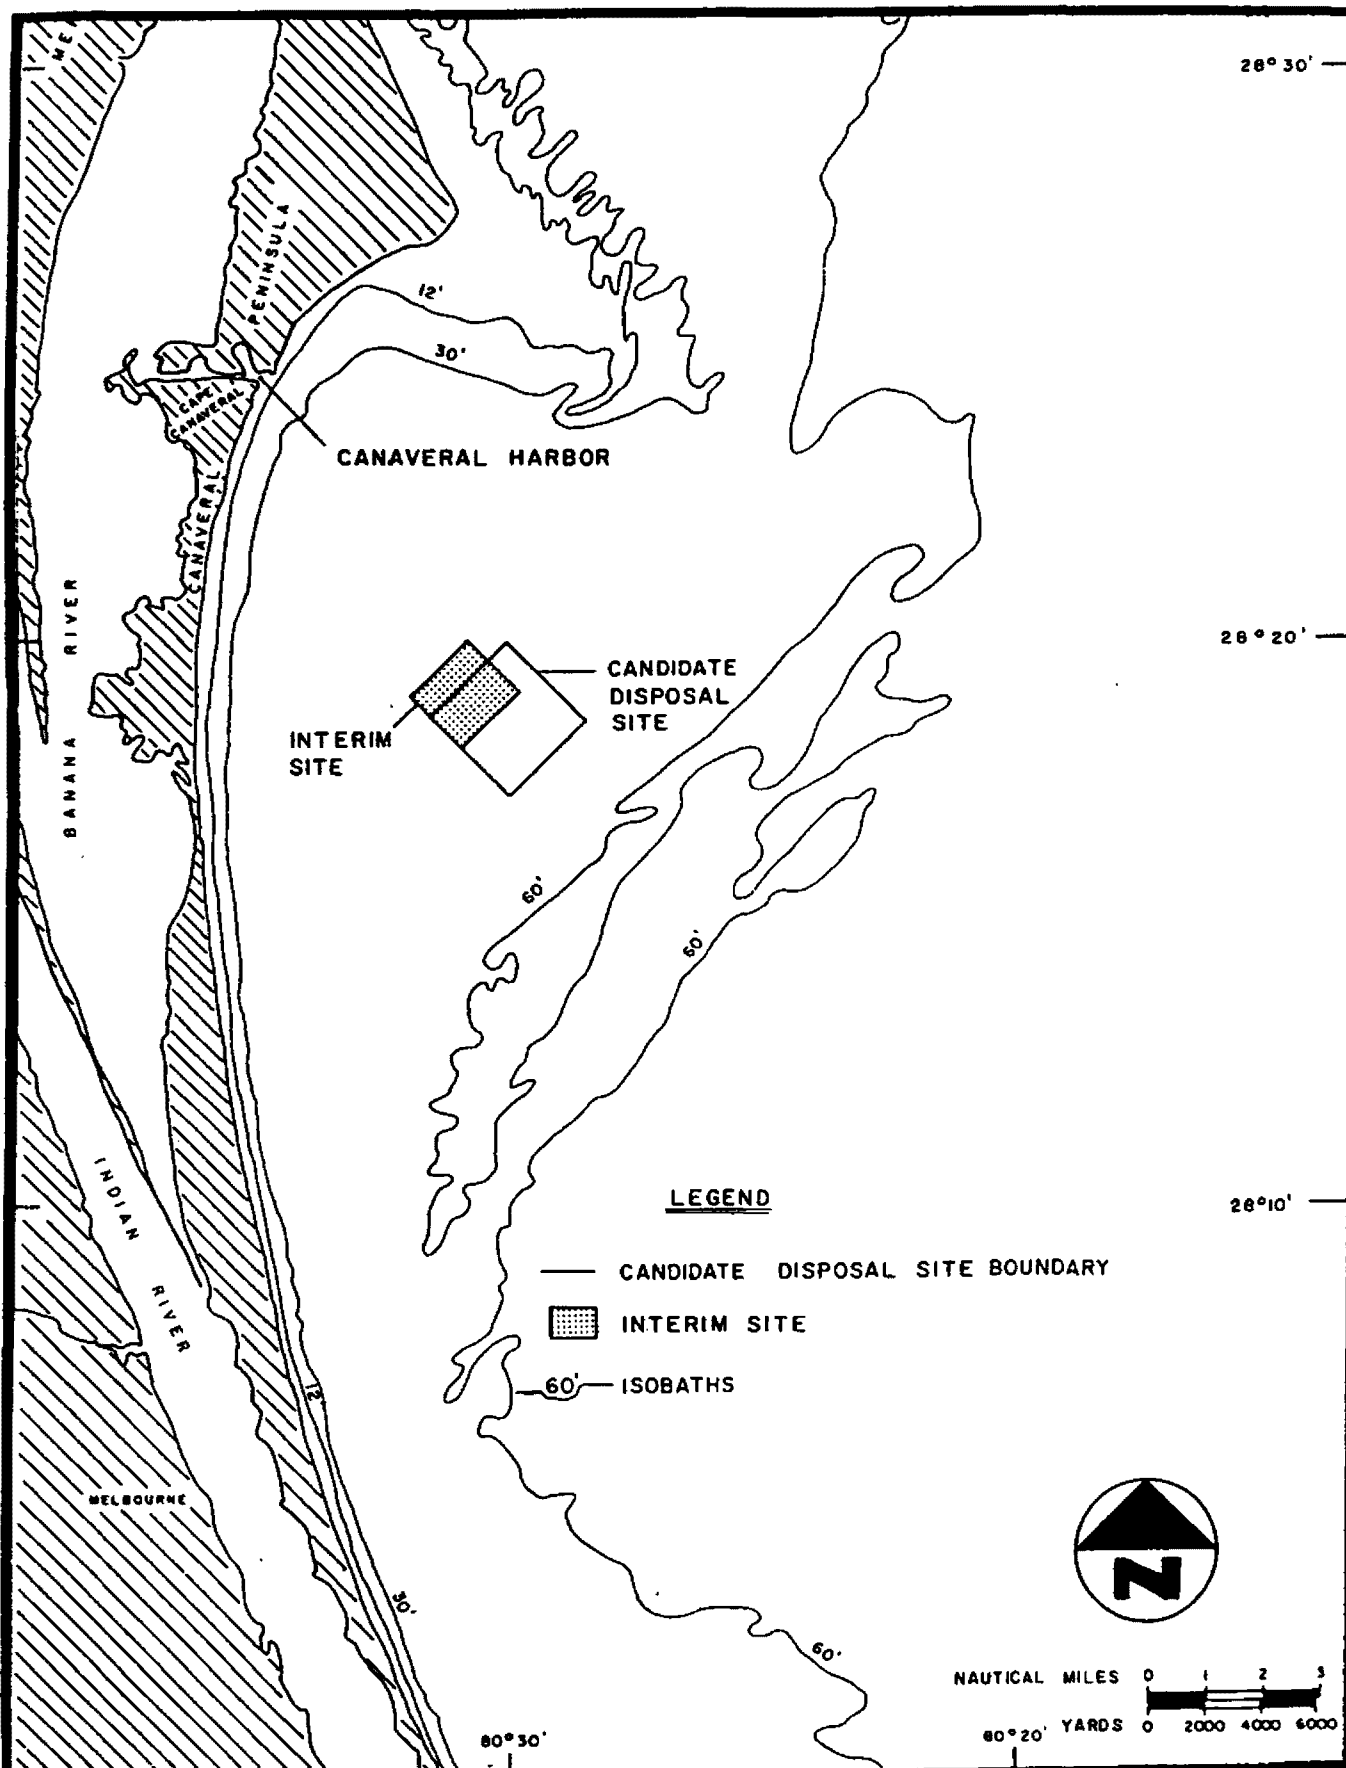 ME
28°30'
PENINSULA
12'
30'
CAPE
CANAVERAL
CANAVERAL HARBOR
CANAVERAL
BANANA RIVER
28°20'
CANDIDATE
DISPOSAL
SITE
INTERIM
SITE
60'
60'
INDIAN RIVER
LEGEND
28°10'
CANDIDATE DISPOSAL SITE BOUNDARY
INTERIM SITE
60' ISOBATHS
12'
MELBOURNE
N
30'
60'
NAUTICAL MILES 0 1 2 3
YARDS 0 2000 4000 6000
80°30'
80°20'